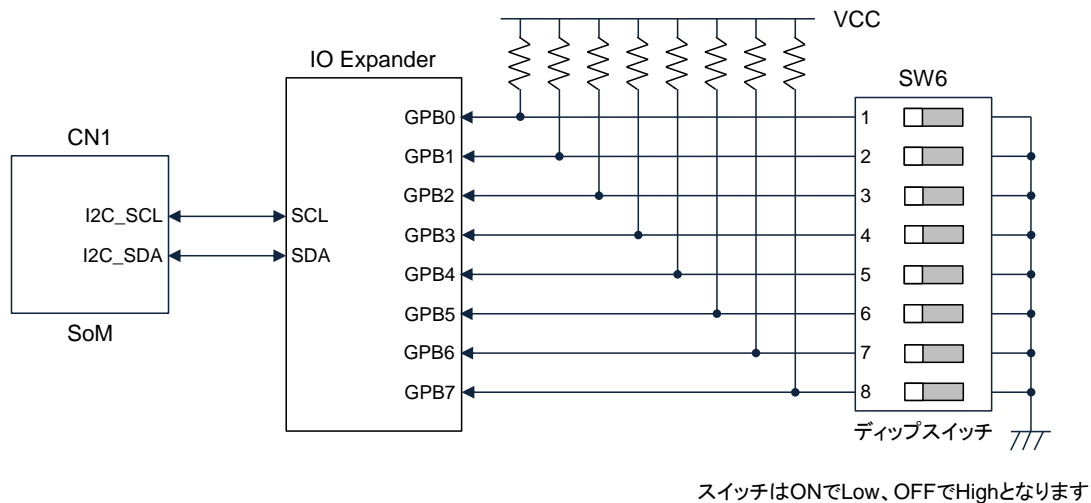 VCC
IO Expander
SW6
CN1
GPB0
1
GPB1
2
GPB2
3
I2C_SCL
SCL
GPB3
4
I2C_SDA
SDA
GPB4
5
GPB5
6
SoM
GPB6
7
GPB7
8
ディップスイッチ
スイッチはONでLow、OFFでHighとなります